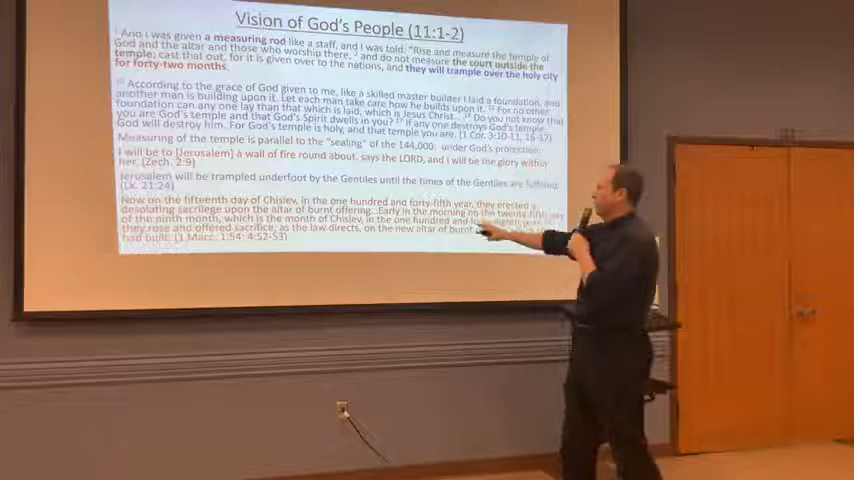 Vision of God's People (11:1-2)
1 And I was given a measuring rod like a staff, and I was told: "Rise and measure the temple of
God and the altar and those who worship there, 2 and do not measure the court outside the
temple; cast that out, for it is given over to the nations, and they will trample over the holy city
for forty-two months.
10 According to the grace of God given to me, like a skilled master builder I laid a foundation, and
another man is building upon it. Let each man take care how he builds upon it. 11 For no other
foundation can any one lay than that which is laid, which is Jesus Christ... 16 Do you not know that
you are God's temple and that God's Spirit dwells in you? 17 If any one destroys God's temple,
God will destroy him. For God's temple is holy, and that temple you are. (1 Cor. 3:10-11, 16-17)
Measuring of the temple is parallel to the "sealing" of the 144,000: under God's protection.
I will be to [Jerusalem] a wall of fire round about, says the LORD, and I will be the glory within
her. (Zech. 2:9)
Jerusalem will be trampled underfoot by the Gentiles until the times of the Gentiles are fulfilled.
(Lk. 21:24)
Now on the fifteenth day of Chislev, in the one hundred and forty-fifth year, they erected a
desolating sacrilege upon the altar of burnt offering...Early in the morning on the twenty-fifth day
of the ninth month, which is the month of Chislev, in the one hundred and forty-eighth year,
they rose and offered sacrifice, as the law directs, on the new altar of burnt
had built. (1 Macc. 1:54; 4:52-53)